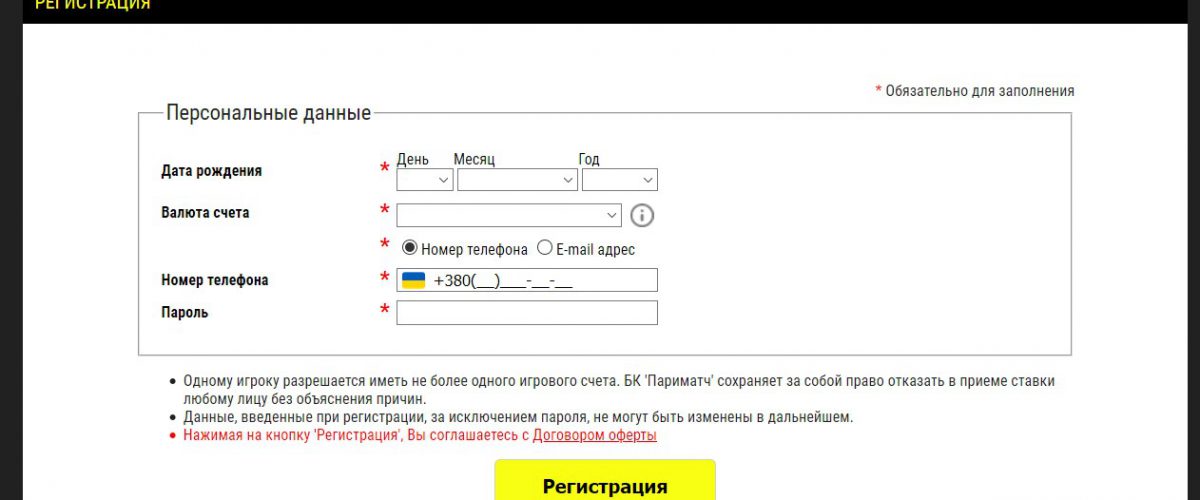 РЕГИСТРАЦИЯ
* Обязательно для заполнения
Персональные данные
День Месяц Год
Дата рождения *
Валюта счета *
* Номер телефона E-mail адрес
Номер телефона * +380(__)___-__-__
Пароль *
• Одному игроку разрешается иметь не более одного игрового счета. БК 'Париматч' сохраняет за собой право отказать в приеме ставки
любому лицу без объяснения причин.
• Данные, введенные при регистрации, за исключением пароля, не могут быть изменены в дальнейшем.
• Нажимая на кнопку 'Регистрация', Вы соглашаетесь с Договором оферты
Регистрация